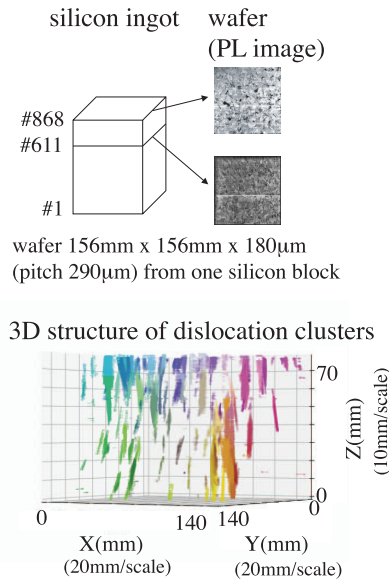 silicon ingot
wafer
(PL image)
#868
#611
#1
wafer 156mm x 156mm x 180μm
(pitch 290μm) from one silicon block
3D structure of dislocation clusters
70
Z(mm)
(10mm/scale)
0
0
0
140
140
X(mm)
Y(mm)
(20mm/scale)
(20mm/scale)